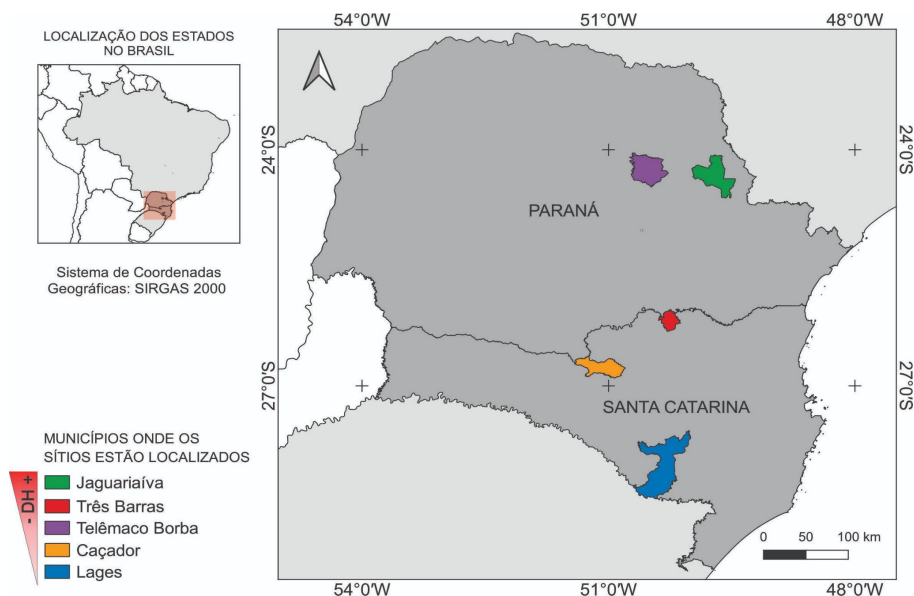 LOCALIZAÇÃO DOS ESTADOS
NO BRASIL
Sistema de Coordenadas
Geográficas: SIRGAS 2000
MUNICÍPIOS ONDE OS
SÍTIOS ESTÃO LOCALIZADOS
- DH +
Jaguariaíva
Três Barras
Telêmaco Borba
Caçador
Lages
54°0'W 51°0'W 48°0'W
24°0'S 24°0'S
PARANÁ
27°0'S 27°0'S
SANTA CATARINA
0 50 100 km
54°0'W 51°0'W 48°0'W